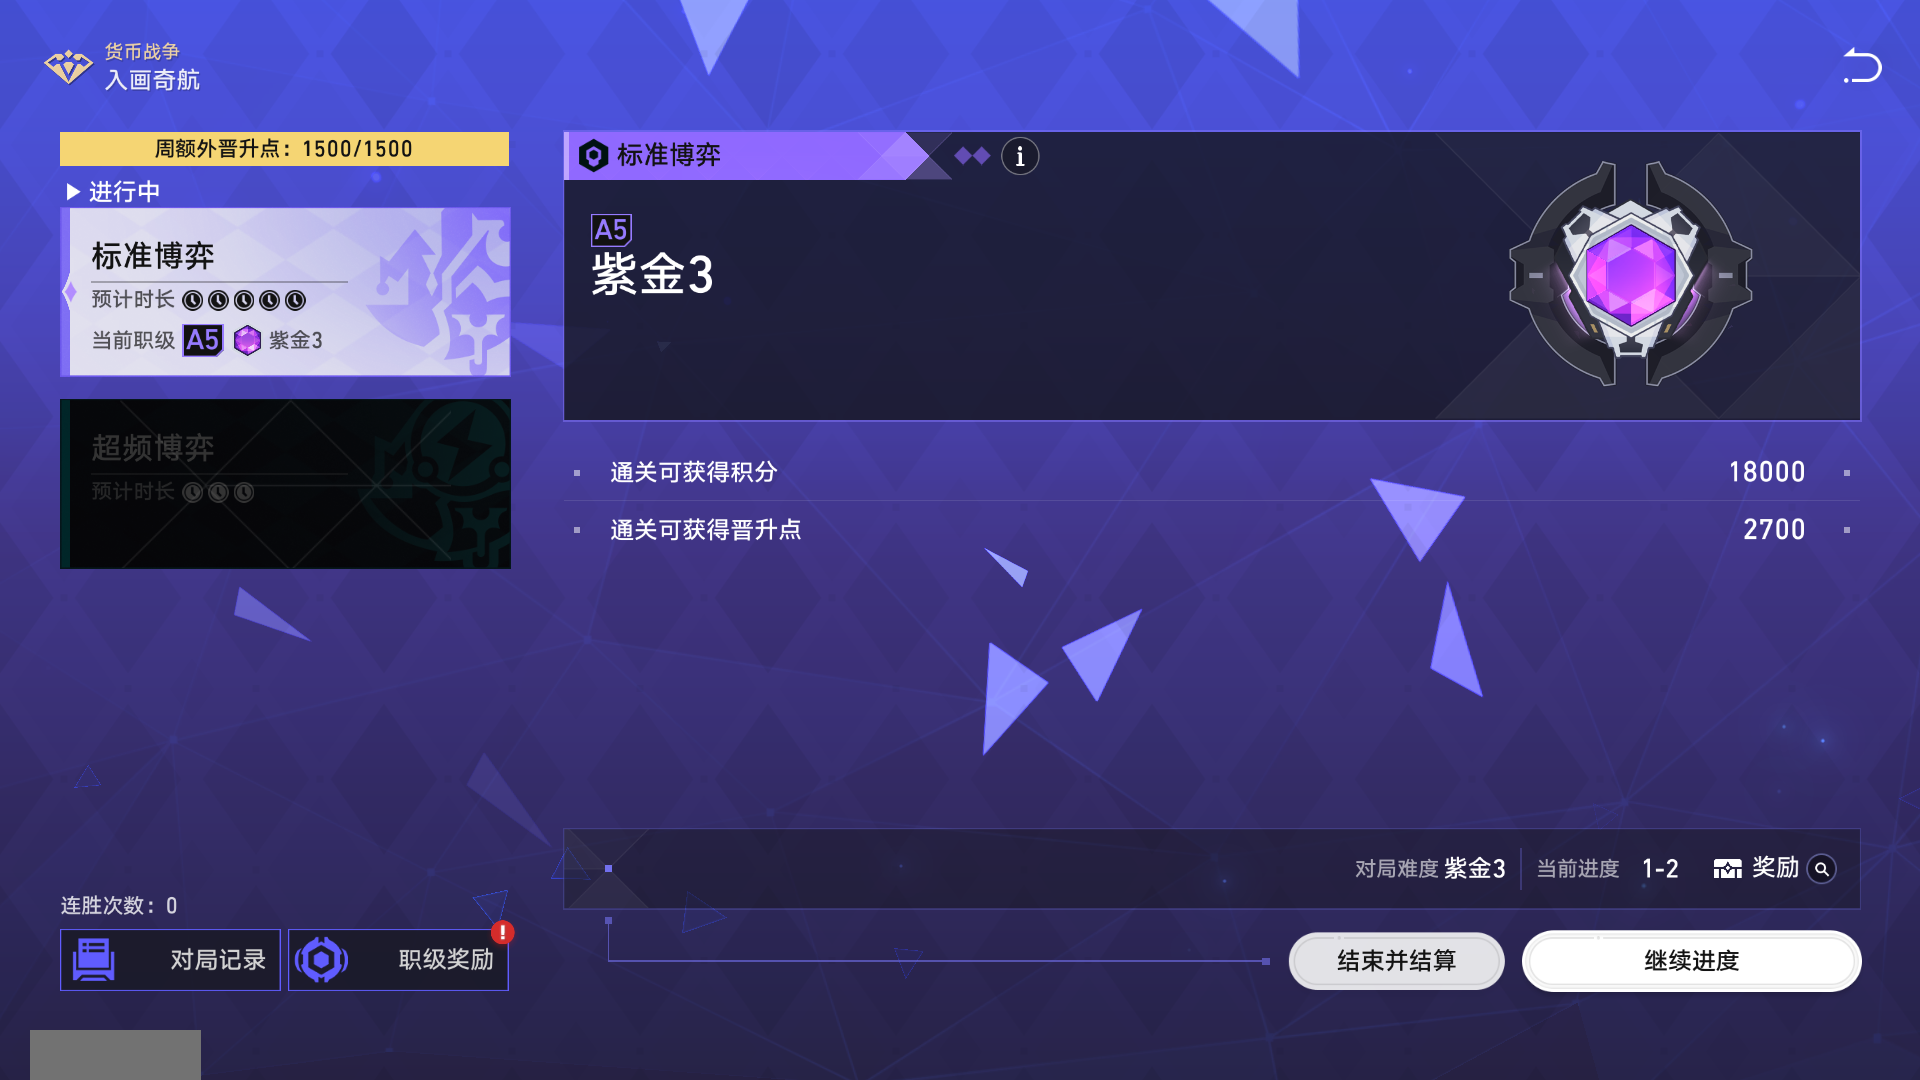 货币战争
入画奇航
周额外晋升点：1500/1500
进行中
标准博弈
预计时长
当前职级 A5 紫金3
超频博弈
预计时长
连胜次数：0
对局记录
职级奖励
标准博弈
A5
紫金3
通关可获得积分 18000
通关可获得晋升点 2700
对局难度 紫金3 当前进度 1-2 奖励
结束并结算
继续进度